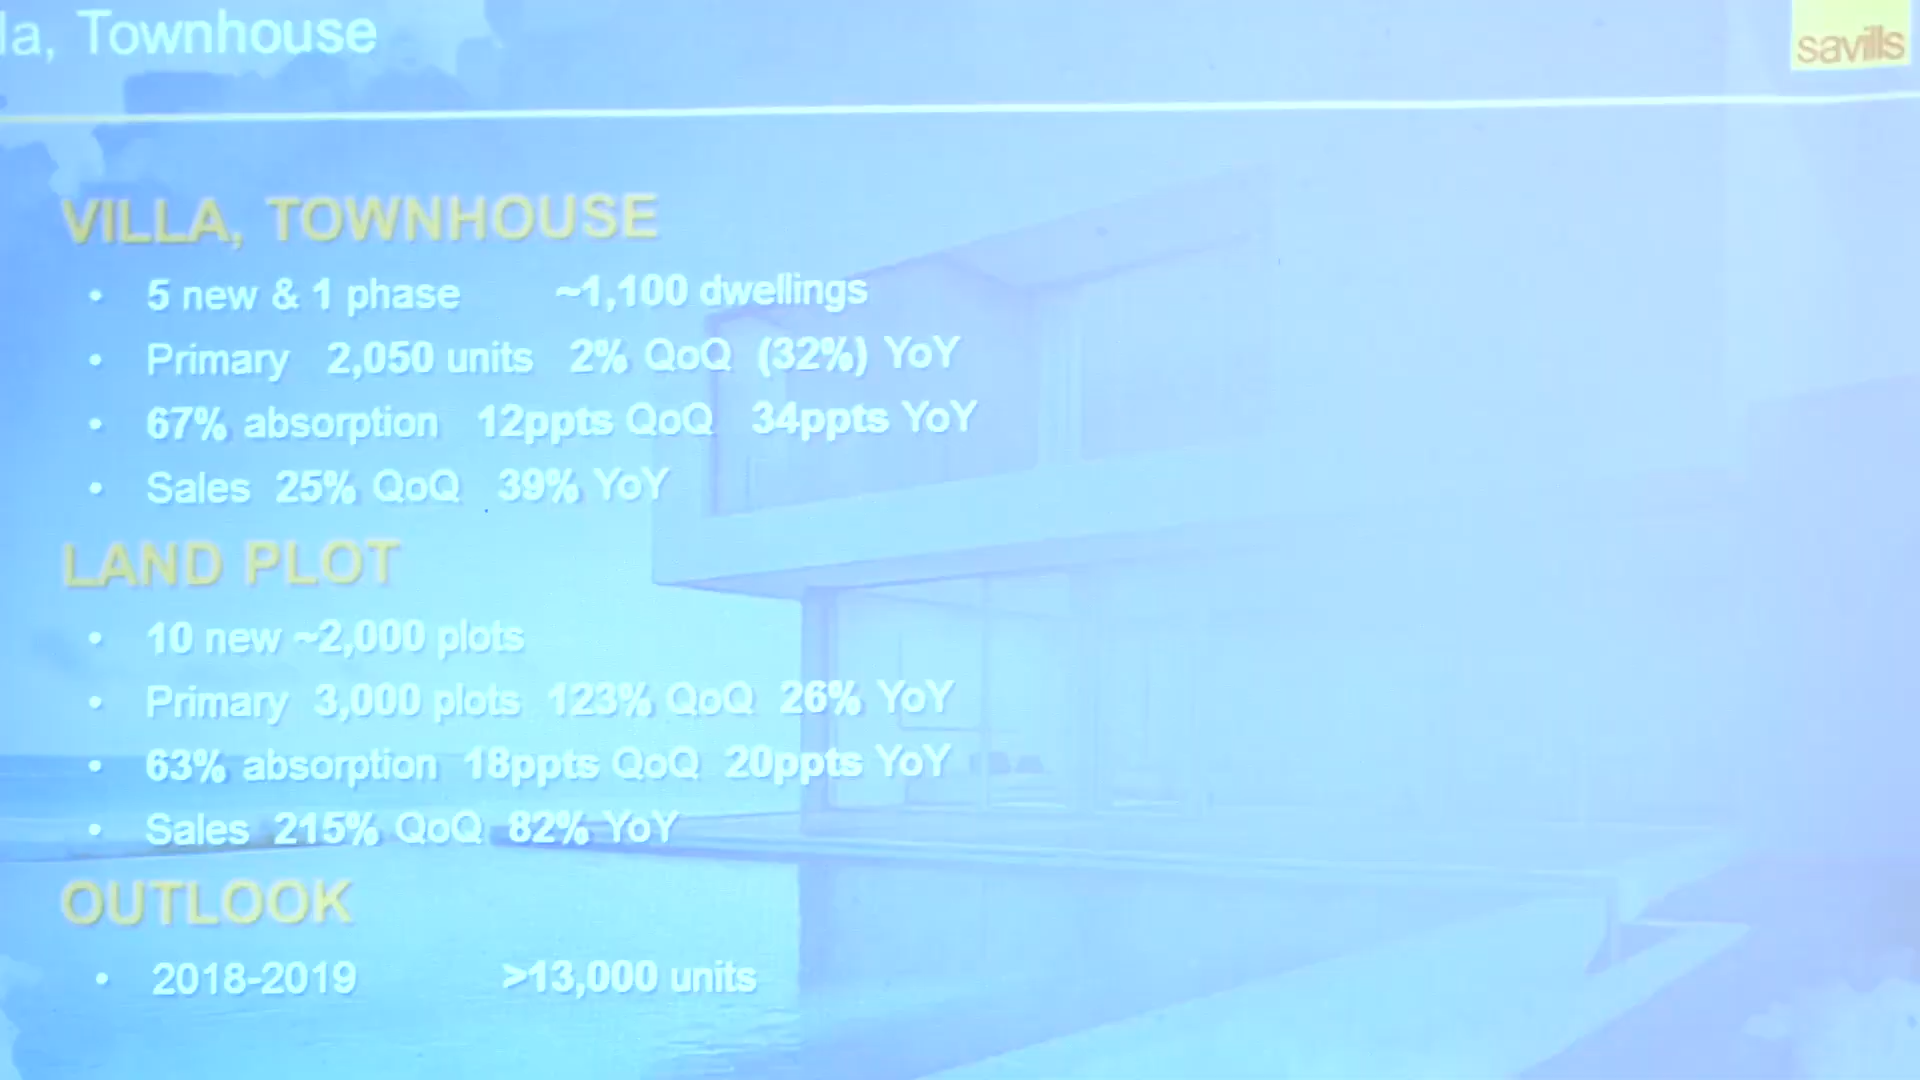 la, Townhouse
savills
VILLA, TOWNHOUSE
• 5 new & 1 phase ~1,100 dwellings
• Primary 2,050 units 2% QoQ (32%) YoY
• 67% absorption 12ppts QoQ 34ppts YoY
• Sales 25% QoQ 39% YoY
LAND PLOT
• 10 new ~2,000 plots
• Primary 3,000 plots 123% QoQ 26% YoY
• 63% absorption 18ppts QoQ 20ppts YoY
• Sales 215% QoQ 82% YoY
OUTLOOK
• 2018-2019 >13,000 units